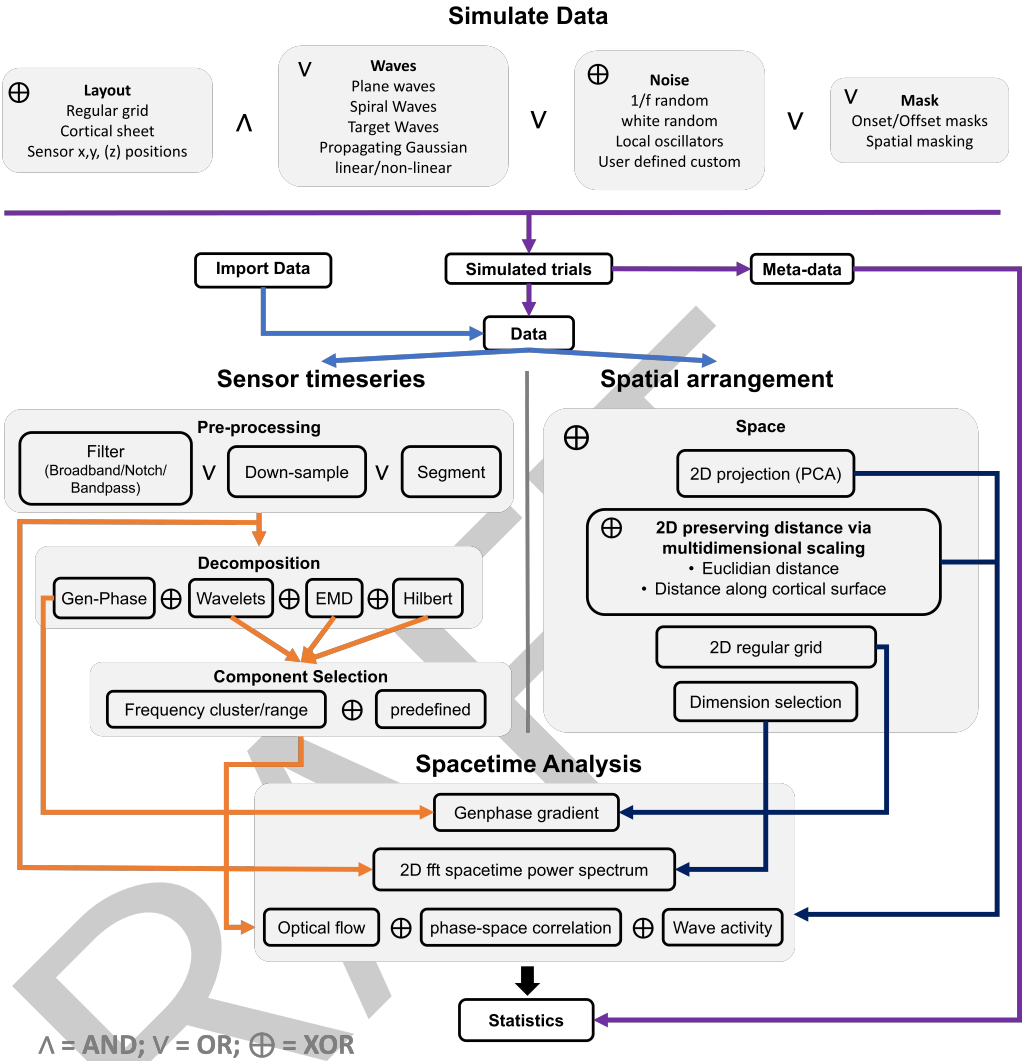 Simulate Data
⊕ Layout
Regular grid
Cortical sheet
Sensor x,y, (z) positions
∧
∨ Waves
Plane waves
Spiral Waves
Target Waves
Propagating Gaussian
linear/non-linear
∨
⊕ Noise
1/f random
white random
Local oscillators
User defined custom
∨
∨ Mask
Onset/Offset masks
Spatial masking
Import Data
Simulated trials
Meta-data
Data
Sensor timeseries
Spatial arrangement
Pre-processing
Filter
(Broadband/Notch/
Bandpass)
∨ Down-sample ∨ Segment
Decomposition
Gen-Phase ⊕ Wavelets ⊕ EMD ⊕ Hilbert
Component Selection
Frequency cluster/range ⊕ predefined
⊕ Space
2D projection (PCA)
⊕ 2D preserving distance via
multidimensional scaling
• Euclidian distance
• Distance along cortical surface
2D regular grid
Dimension selection
Spacetime Analysis
Genphase gradient
2D fft spacetime power spectrum
Optical flow ⊕ phase-space correlation ⊕ Wave activity
Statistics
∧ = AND; ∨ = OR; ⊕ = XOR